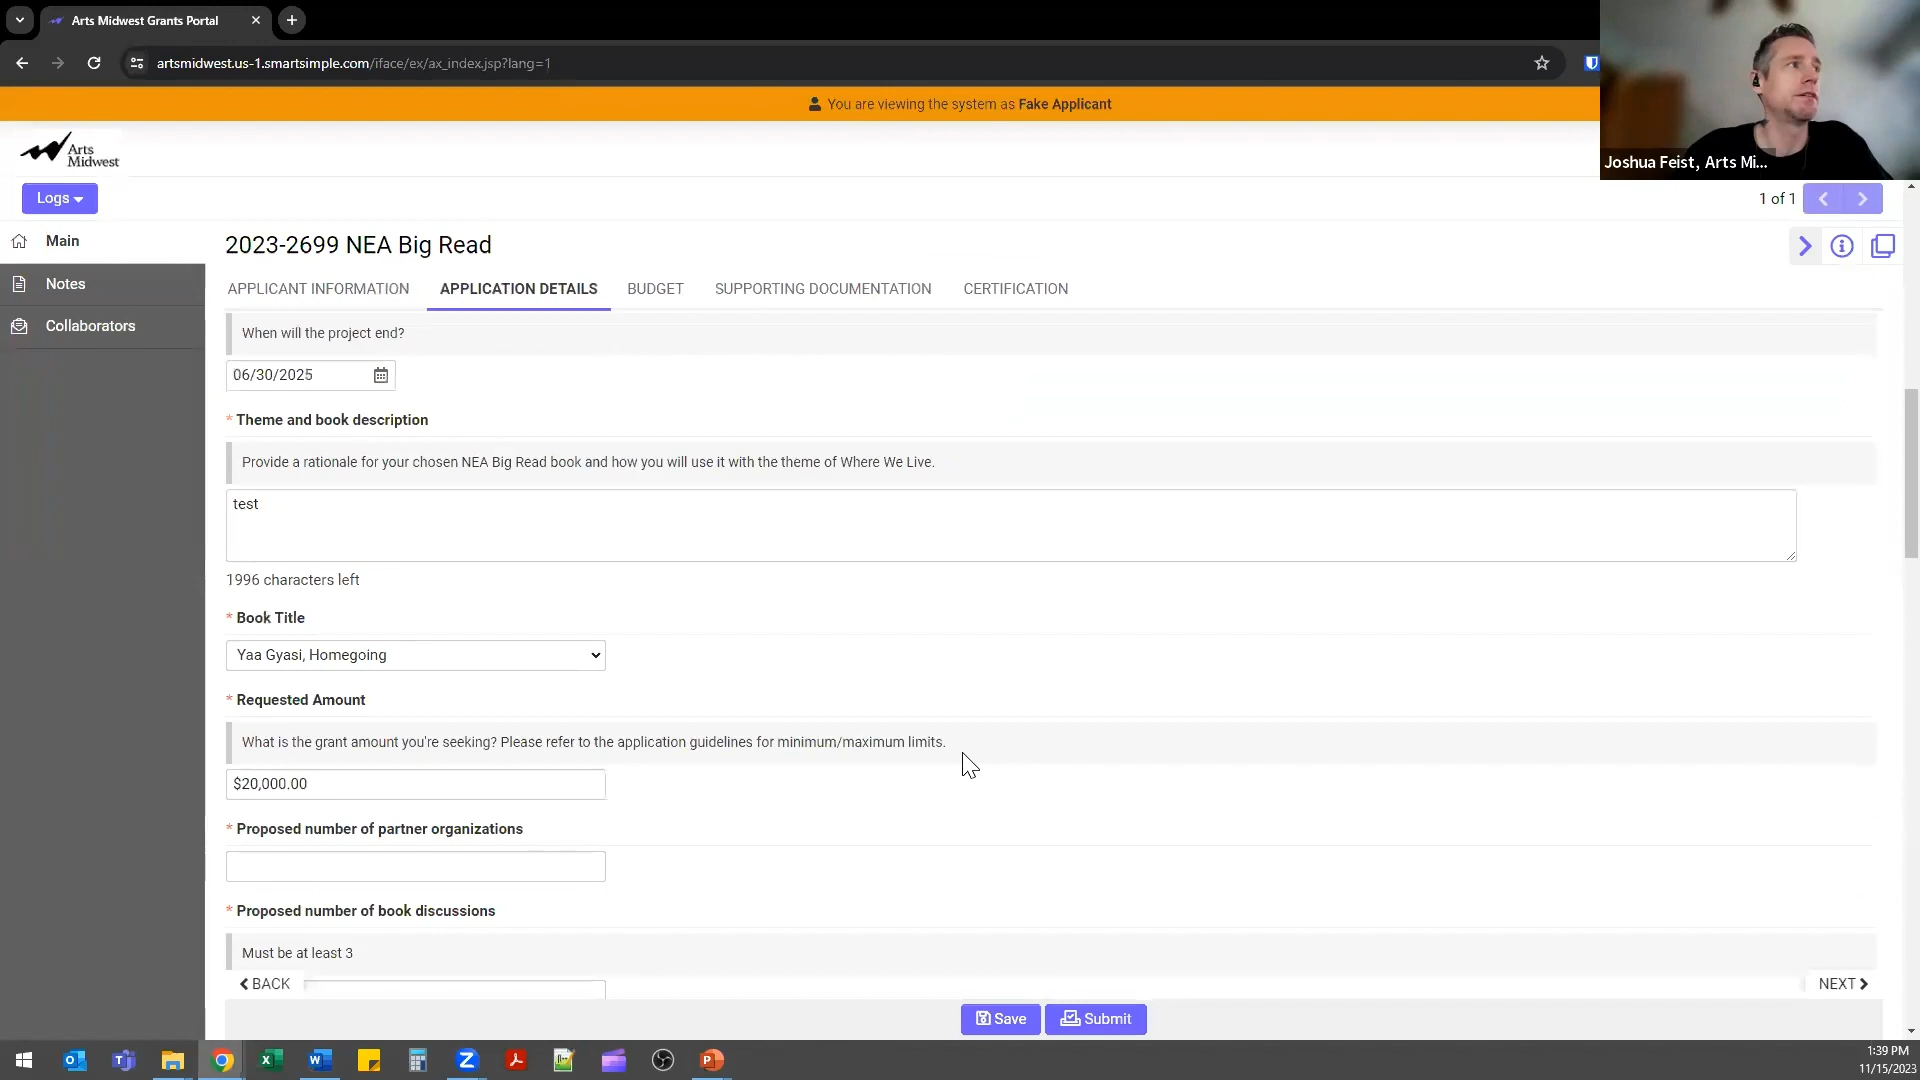 Arts Midwest Grants Portal
artsmidwest.us-1.smartsimple.com/iface/ex/ax_index.jsp?lang=1
You are viewing the system as Fake Applicant
Joshua Feist, Arts Mi...
Arts
Midwest
Logs
1 of 1
Main
Notes
Collaborators
2023-2699 NEA Big Read
APPLICANT INFORMATION APPLICATION DETAILS BUDGET SUPPORTING DOCUMENTATION CERTIFICATION
When will the project end?
06/30/2025
* Theme and book description
Provide a rationale for your chosen NEA Big Read book and how you will use it with the theme of Where We Live.
test
1996 characters left
* Book Title
Yaa Gyasi, Homegoing
* Requested Amount
What is the grant amount you're seeking? Please refer to the application guidelines for minimum/maximum limits.
$20,000.00
* Proposed number of partner organizations
* Proposed number of book discussions
Must be at least 3
BACK
NEXT
Save Submit
1:39 PM
11/15/2023